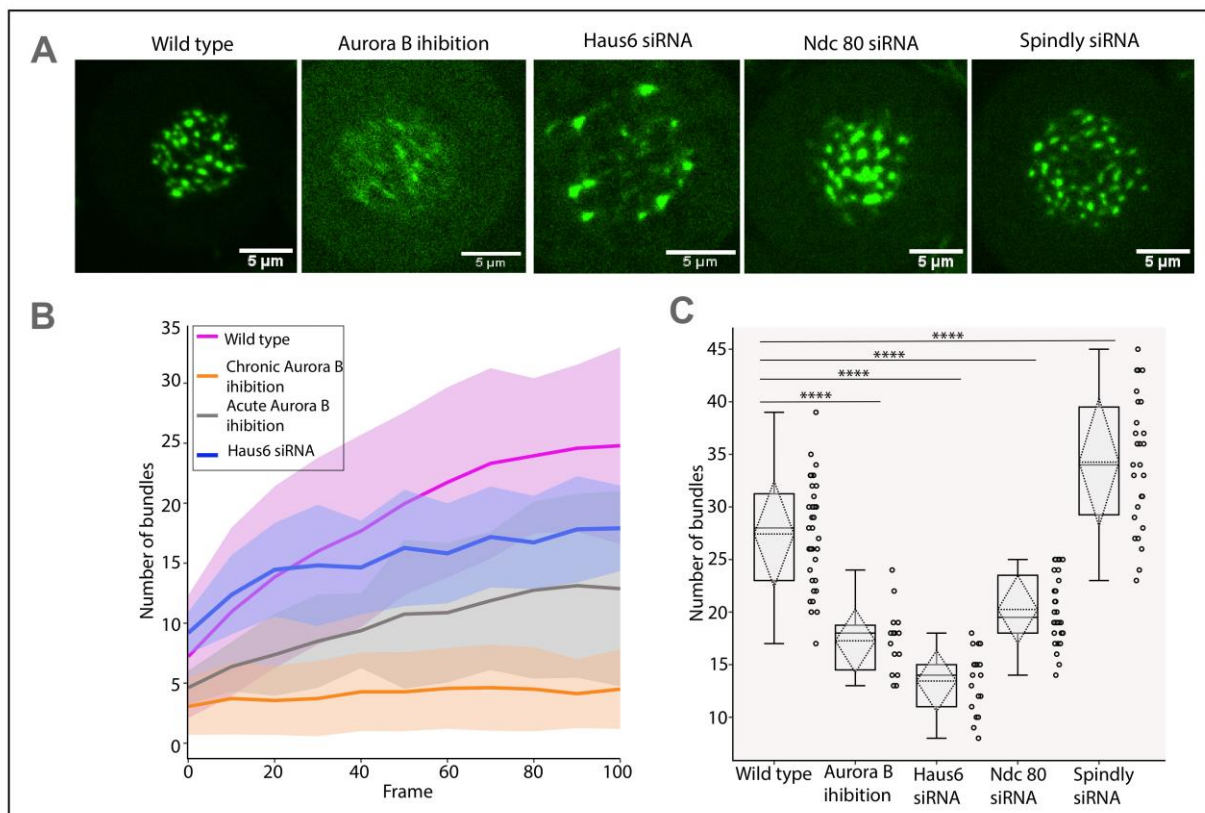 A
Wild type
Aurora B ihibition
Haus6 siRNA
Ndc 80 siRNA
Spindly siRNA
5 μm
5 μm
5 μm
5 μm
5 μm
B
Number of bundles
35
30
25
20
15
10
5
0
Wild type
Chronic Aurora B
ihibition
Acute Aurora B
ihibition
Haus6 siRNA
0 20 40 60 80 100
Frame
C
Number of bundles
45
40
35
30
25
20
15
10
****
****
****
****
Wild type
Aurora B
ihibition
Haus6
siRNA
Ndc 80
siRNA
Spindly
siRNA